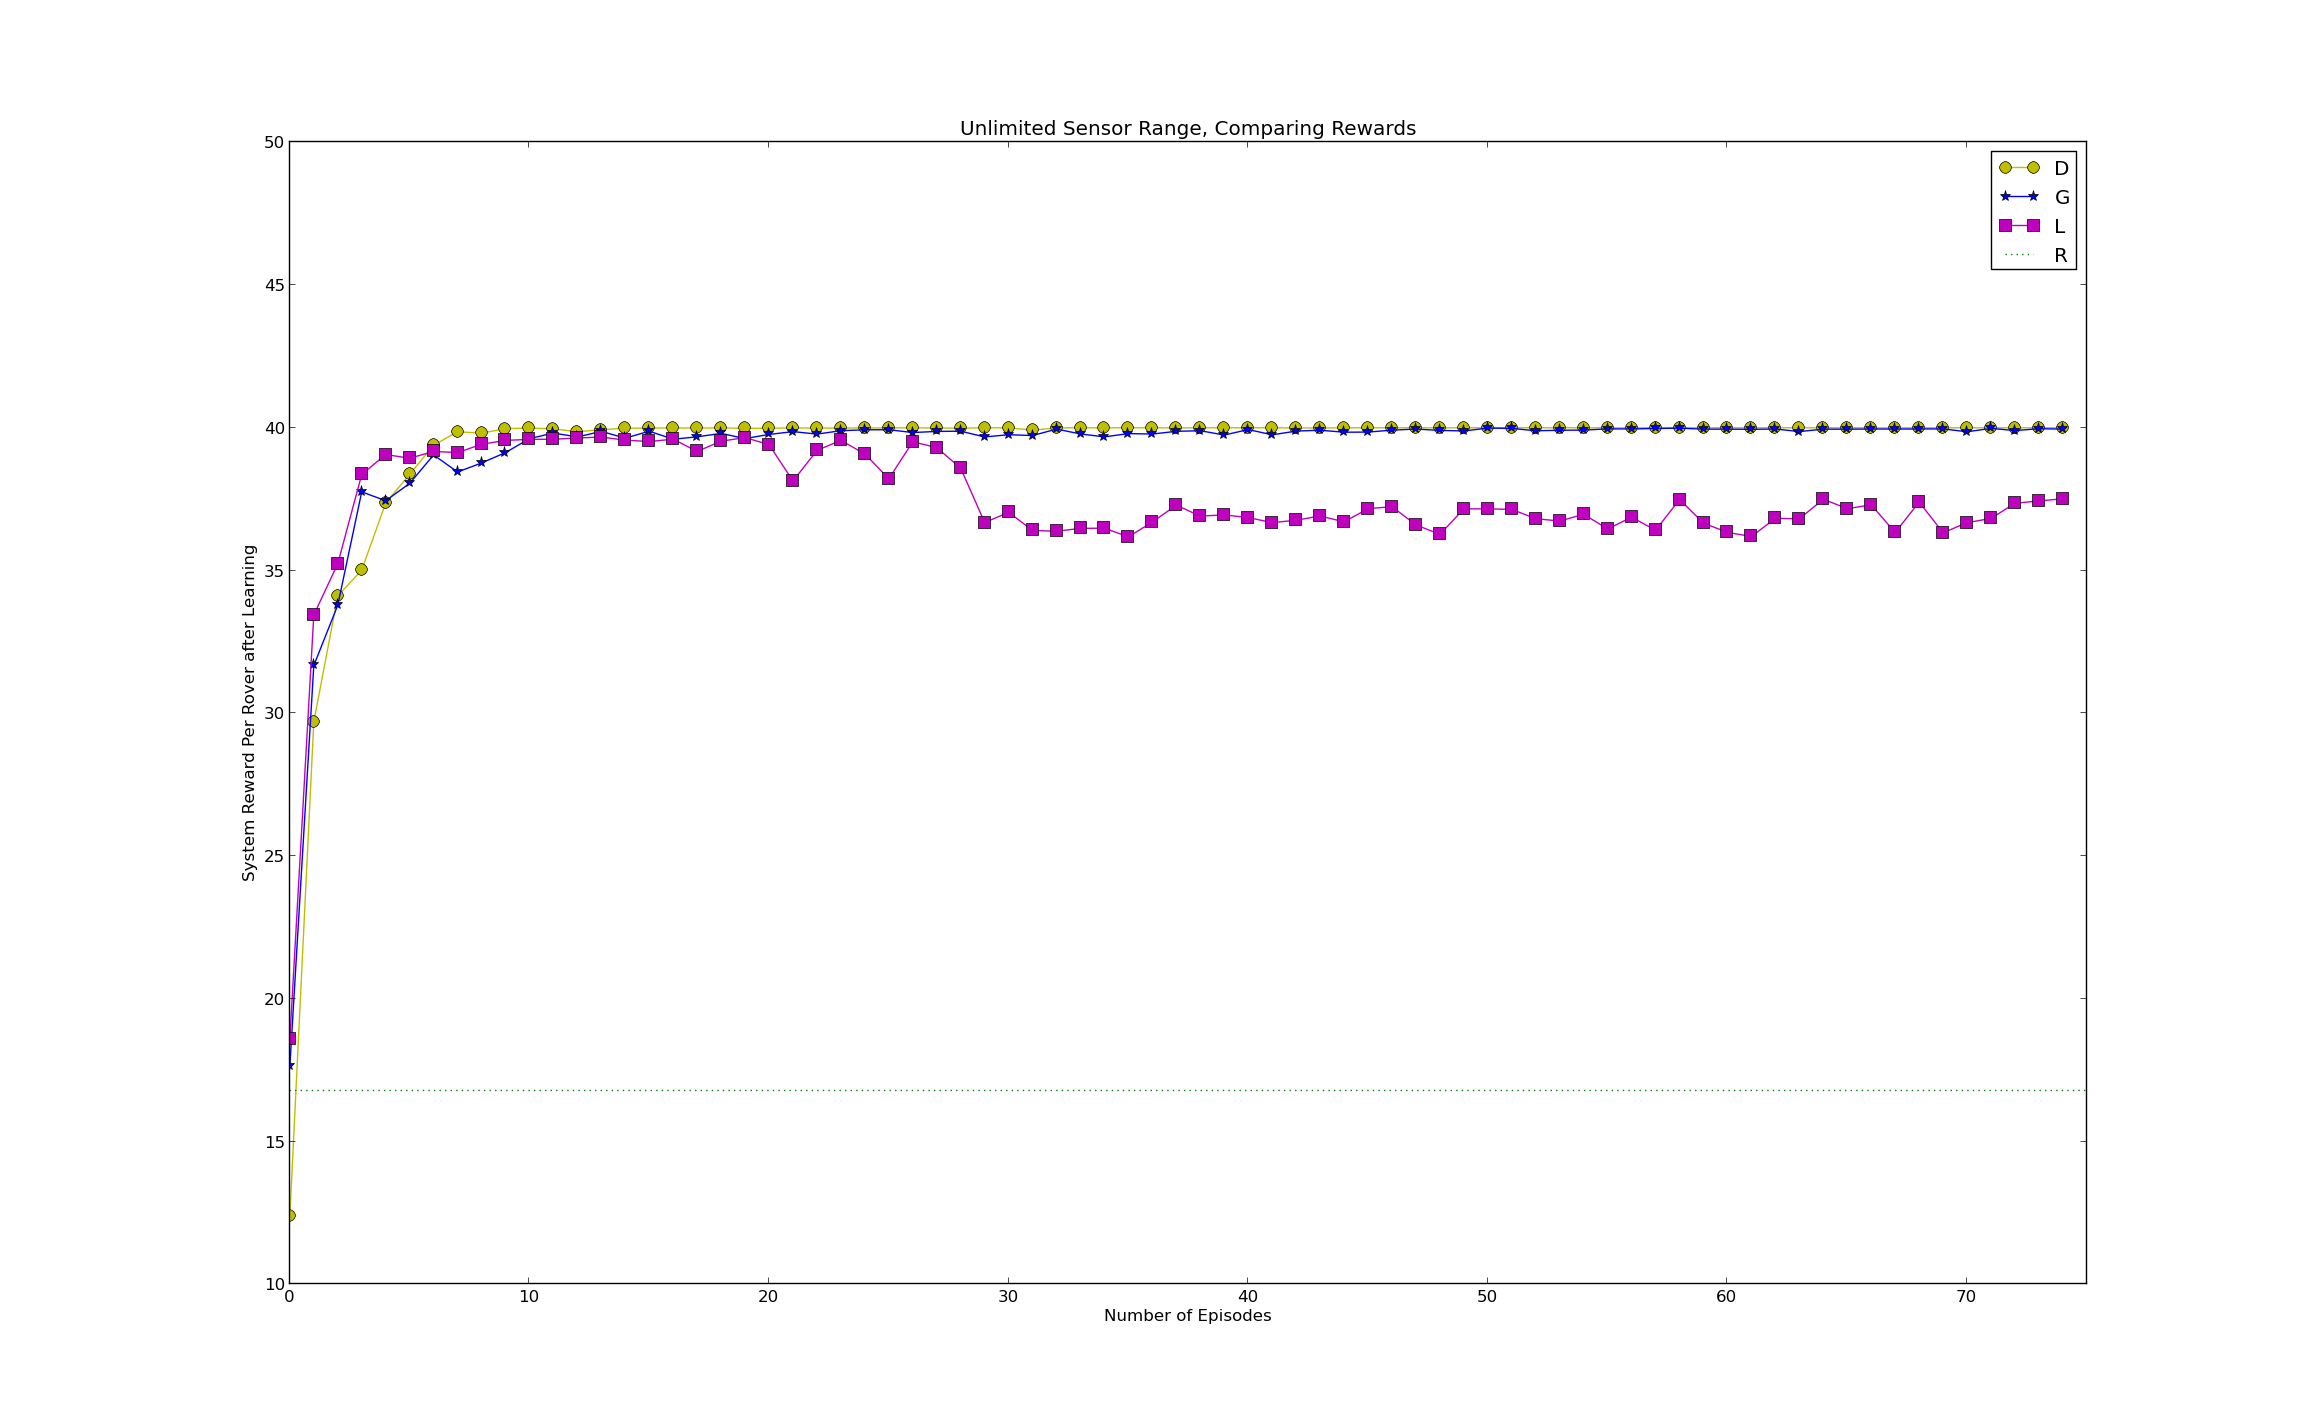 Unlimited Sensor Range, Comparing Rewards
50
45
40
35
30
25
20
15
10
System Reward Per Rover after Learning
D
G
L
R
0 10 20 30 40 50 60 70
Number of Episodes